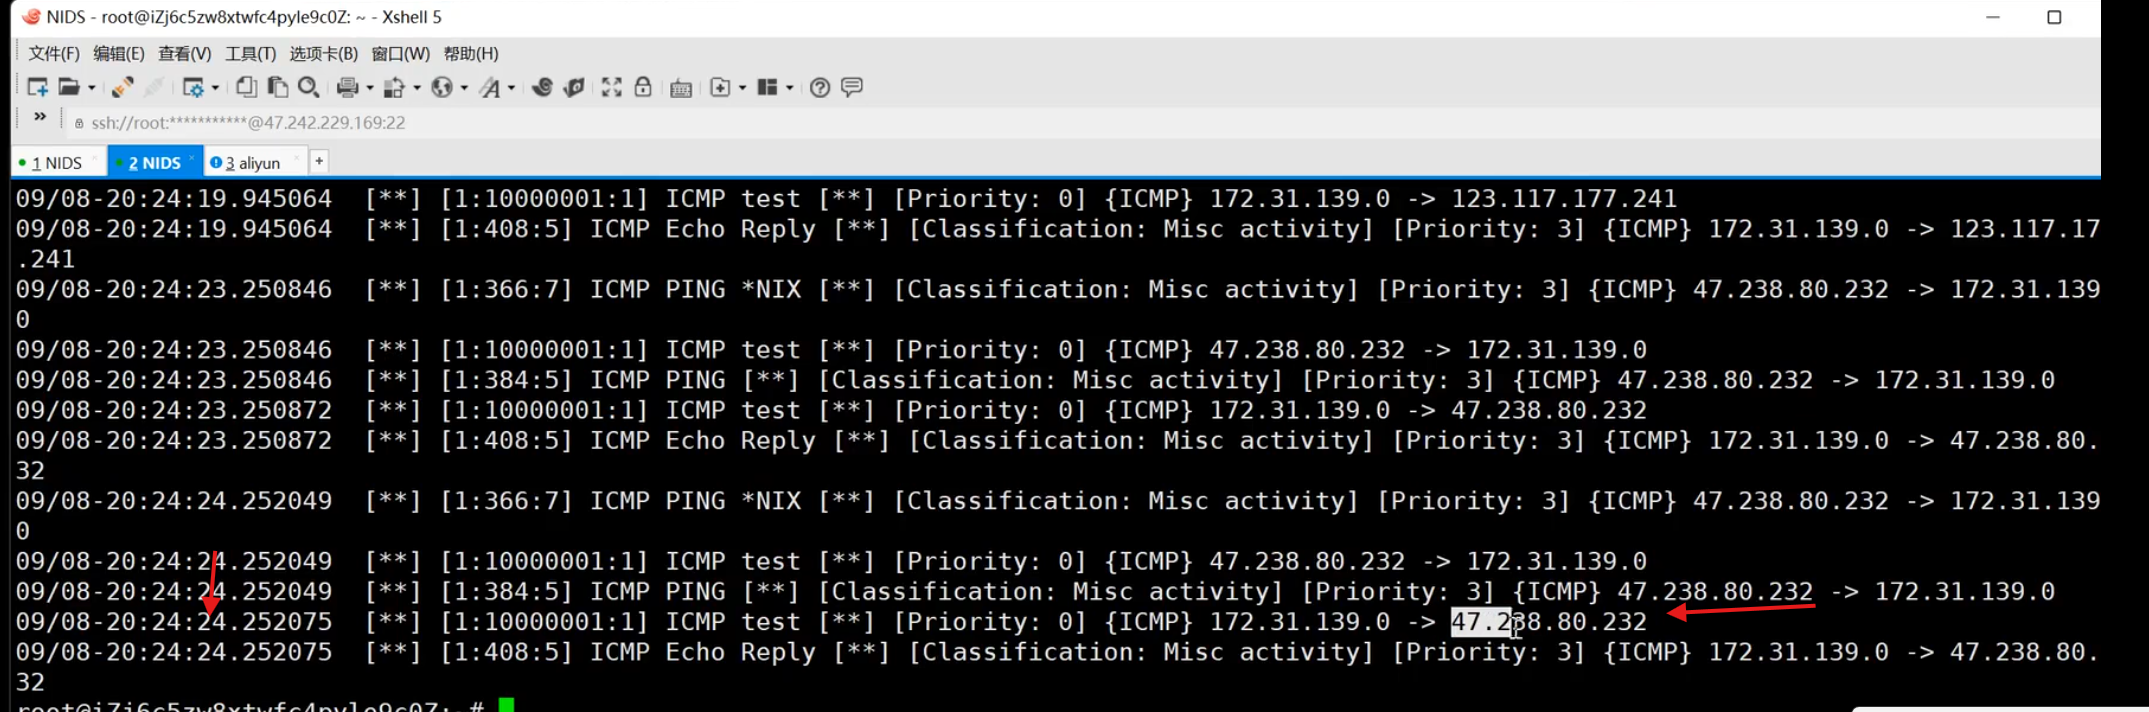 NIDS - root@iZj6c5zw8xtwfc4pyle9c0Z: ~ - Xshell 5
文件(F) 编辑(E) 查看(V) 工具(T) 选项卡(B) 窗口(W) 帮助(H)
ssh://root:***********@47.242.229.169:22
1 NIDS 2 NIDS 3 aliyun +
09/08-20:24:19.945064 [**] [1:10000001:1] ICMP test [**] [Priority: 0] {ICMP} 172.31.139.0 -> 123.117.177.241
09/08-20:24:19.945064 [**] [1:408:5] ICMP Echo Reply [**] [Classification: Misc activity] [Priority: 3] {ICMP} 172.31.139.0 -> 123.117.17
.241
09/08-20:24:23.250846 [**] [1:366:7] ICMP PING *NIX [**] [Classification: Misc activity] [Priority: 3] {ICMP} 47.238.80.232 -> 172.31.139
0
09/08-20:24:23.250846 [**] [1:10000001:1] ICMP test [**] [Priority: 0] {ICMP} 47.238.80.232 -> 172.31.139.0
09/08-20:24:23.250846 [**] [1:384:5] ICMP PING [**] [Classification: Misc activity] [Priority: 3] {ICMP} 47.238.80.232 -> 172.31.139.0
09/08-20:24:23.250872 [**] [1:10000001:1] ICMP test [**] [Priority: 0] {ICMP} 172.31.139.0 -> 47.238.80.232
09/08-20:24:23.250872 [**] [1:408:5] ICMP Echo Reply [**] [Classification: Misc activity] [Priority: 3] {ICMP} 172.31.139.0 -> 47.238.80.
32
09/08-20:24:24.252049 [**] [1:366:7] ICMP PING *NIX [**] [Classification: Misc activity] [Priority: 3] {ICMP} 47.238.80.232 -> 172.31.139
0
09/08-20:24:24.252049 [**] [1:10000001:1] ICMP test [**] [Priority: 0] {ICMP} 47.238.80.232 -> 172.31.139.0
09/08-20:24:24.252049 [**] [1:384:5] ICMP PING [**] [Classification: Misc activity] [Priority: 3] {ICMP} 47.238.80.232 -> 172.31.139.0
09/08-20:24:24.252075 [**] [1:10000001:1] ICMP test [**] [Priority: 0] {ICMP} 172.31.139.0 -> 47.238.80.232
09/08-20:24:24.252075 [**] [1:408:5] ICMP Echo Reply [**] [Classification: Misc activity] [Priority: 3] {ICMP} 172.31.139.0 -> 47.238.80.
32
root@iZj6c5zw8xtwfc4pyle9c0Z:~#